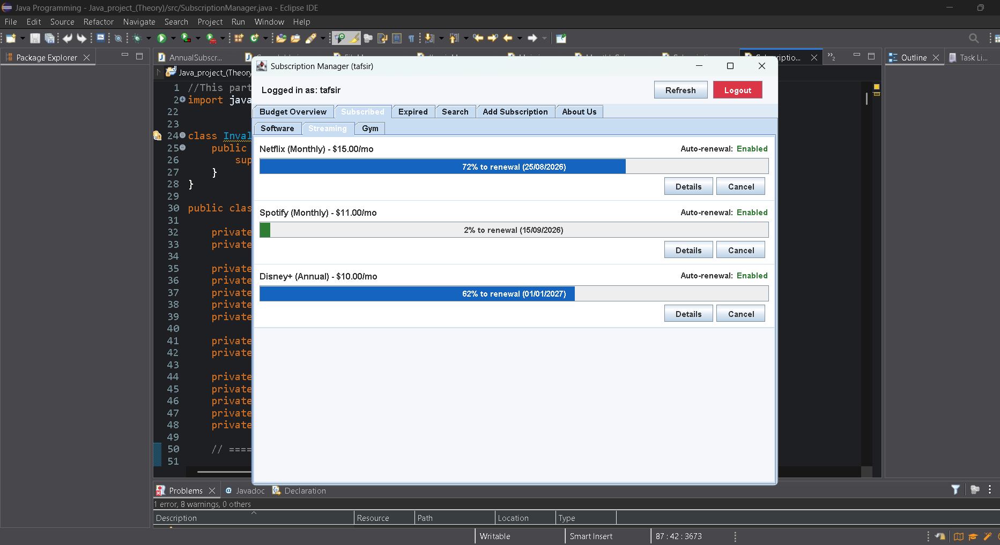 Java Programming - Java_project_(Theory)/src/SubscriptionManager.java - Eclipse IDE
File Edit Source Refactor Navigate Search Project Run Window Help
Package Explorer
AnnualSubscr...
Outline
Task Li...
Subscription Manager (tafsir)
Java_project_(Theory
Logged in as: tafsir
Refresh
Logout
Budget Overview Subscribed Expired Search Add Subscription About Us
Software Streaming Gym
Netflix (Monthly) - $15.00/mo
Auto-renewal: Enabled
72% to renewal (25/08/2026)
Details Cancel
Spotify (Monthly) - $11.00/mo
Auto-renewal: Enabled
2% to renewal (15/09/2026)
Details Cancel
Disney+ (Annual) - $10.00/mo
Auto-renewal: Enabled
62% to renewal (01/01/2027)
Details Cancel
1 //This part
2 import java
22
23
24 class Inval
25 public
26 sup
27 }
28 }
29
30 public clas
31
32 private
33 private
34
35 private
36 private
37 private
38 private
39 private
40
41 private
42 private
43
44 private
45 private
46 private
47 private
48 private
49
50 // ====
51
Problems Javadoc Declaration
1 error, 8 warnings, 0 others
Description Resource Path Location Type
Writable Smart Insert 87 : 42 : 3673